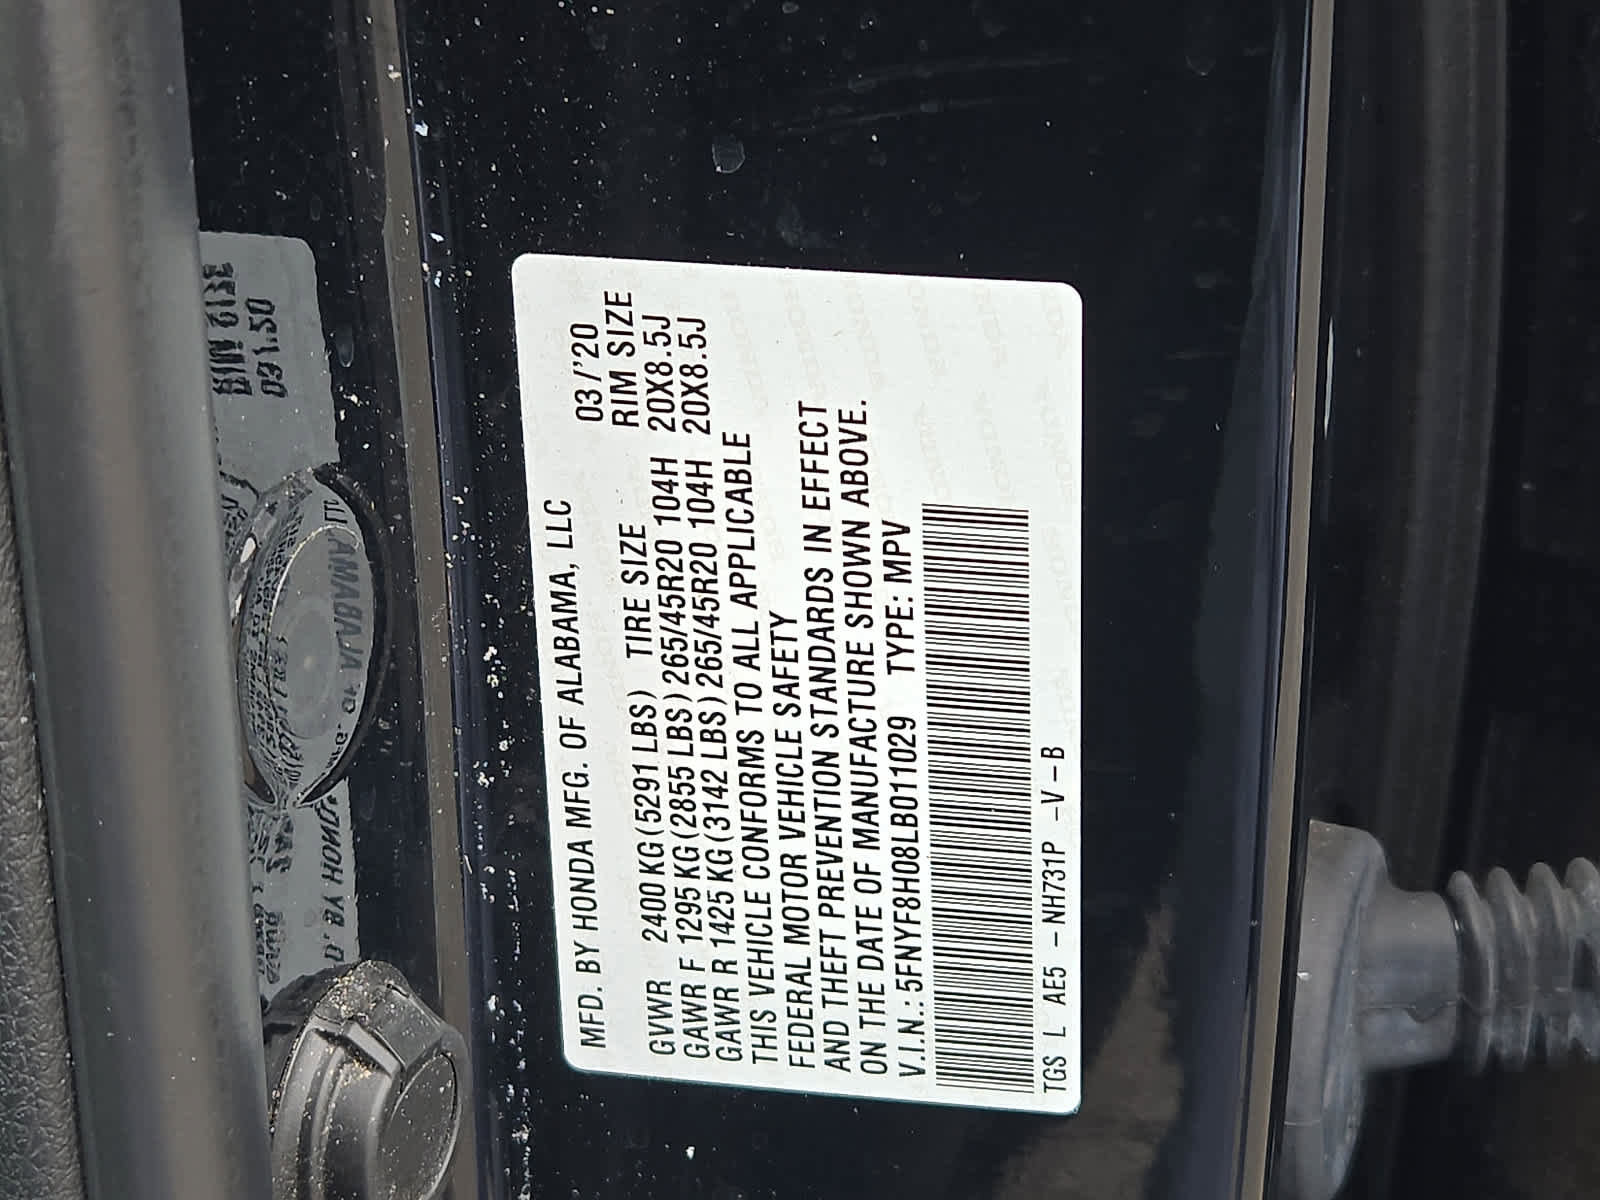 MFD. BY HONDA MFG. OF ALABAMA, LLC 03/'20
GVWR 2400 KG (5291 LBS) TIRE SIZE RIM SIZE
GAWR F 1295 KG (2855 LBS) 265/45R20 104H 20X8.5J
GAWR R 1425 KG (3142 LBS) 265/45R20 104H 20X8.5J
THIS VEHICLE CONFORMS TO ALL APPLICABLE
FEDERAL MOTOR VEHICLE SAFETY
AND THEFT PREVENTION STANDARDS IN EFFECT
ON THE DATE OF MANUFACTURE SHOWN ABOVE.
V.I.N.: 5FNYF8H08LB011029 TYPE: MPV
TGS L AE5 - NH731P - V - B